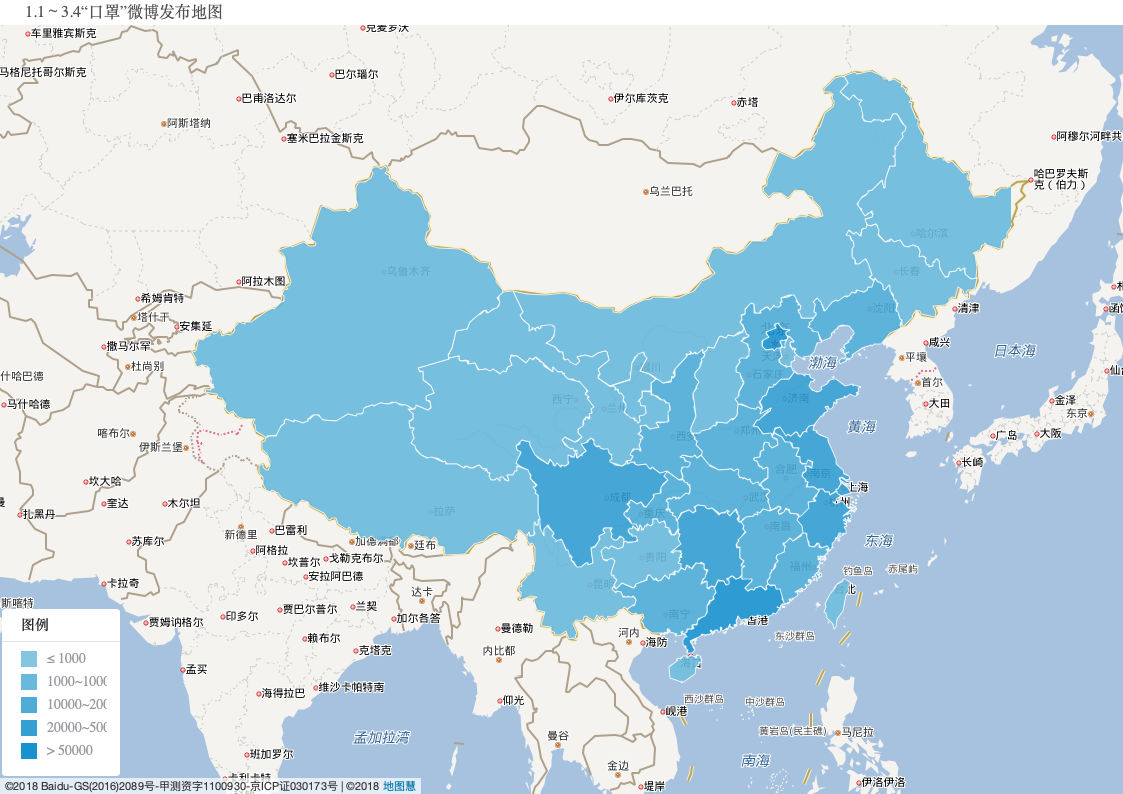 1.1 ~ 3.4“口罩”微博发布地图
车里雅宾斯克
克麦罗沃
马格尼托哥尔斯克
巴尔瑙尔
巴甫洛达尔
伊尔库茨克
赤塔
阿斯塔纳
塞米巴拉金斯克
阿穆尔河畔共
哈巴罗夫斯
克（伯力）
乌兰巴托
哈尔滨
乌鲁木齐
长春
阿拉木图
希姆肯特
沈阳
清津
塔什干
安集延
北京
咸兴
撒马尔罕
日本海
平壤
天津
渤海
杜尚别
银川
石家庄
首尔
什哈巴德
仙台
马什哈德
西宁
济南
大田
金泽
兰州
东京
喀布尔
郑州
黄海
广岛
大阪
伊斯兰堡
西安
长崎
合肥
南京
坎大哈
成都
上海
奎达
木尔坦
武汉
州
扎黑丹
拉萨
重庆
南昌
新德里
巴雷利
苏库尔
加德满都
廷布
东海
阿格拉
坎普尔
戈勒克布尔
贵阳
福州
钓鱼岛
赤尾屿
安拉阿巴德
卡拉奇
昆明
达卡
北
斯喀特
贾巴尔普尔
兰契
印多尔
加尔各答
南宁
香港
贾姆讷格尔
曼德勒
河内
海防
东沙群岛
赖布尔
克塔克
内比都
海口
孟买
海得拉巴
维沙卡帕特南
仰光
西沙群岛
中沙群岛
岘港
孟加拉湾
曼谷
黄岩岛(民主礁)
马尼拉
班加罗尔
金边
南海
卡利卡特
堤岸
伊洛伊洛
图例
≤ 1000
1000~100
10000~20
20000~50
> 50000
©2018 Baidu-GS(2016)2089号-甲测资字1100930-京ICP证030173号 | ©2018 地图慧